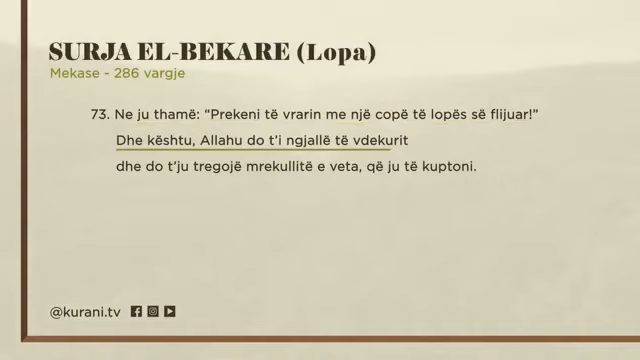 SURJA EL-BEKARE (Lopa)
Mekase - 286 vargje
73. Ne ju thamë: “Prekeni të vrarin me një copë të lopës së flijuar!”
Dhe kështu, Allahu do t’i ngjallë të vdekurit
dhe do t’ju tregojë mrekullitë e veta, që ju të kuptoni.
@kurani.tv